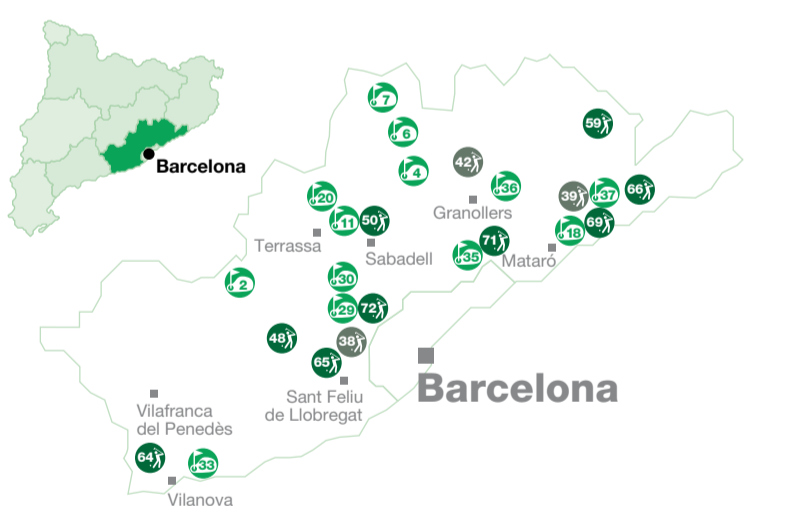 Barcelona
7
6
59
42
4
36
39
37
66
20
11
50
Granollers
69
18
Terrassa
71
Sabadell
35
Mataró
30
2
29
72
48
38
65
Barcelona
Sant Feliu
de Llobregat
Vilafranca
del Penedès
64
33
Vilanova